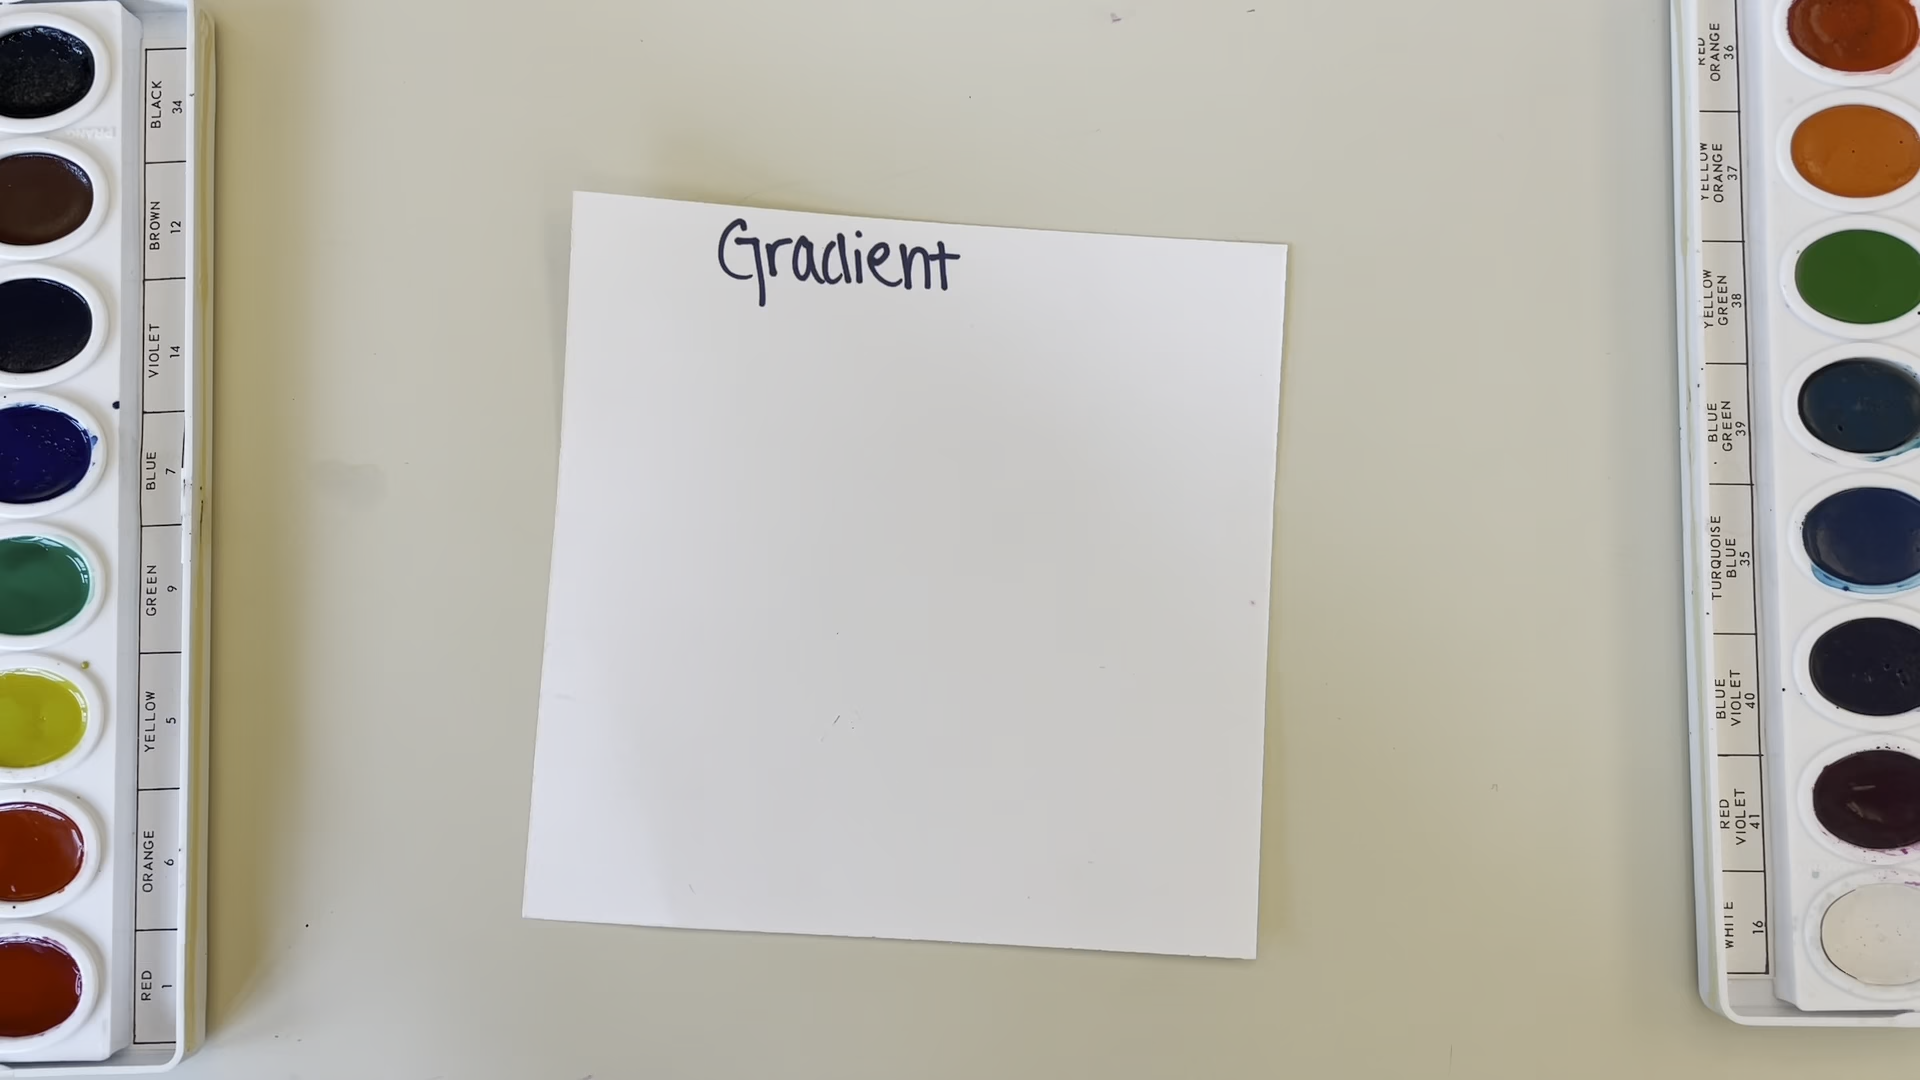 BLACK
34
BROWN
12
VIOLET
14
BLUE
7
GREEN
9
YELLOW
5
ORANGE
6
RED
1
Gradient
RED
ORANGE
36
YELLOW
ORANGE
37
YELLOW
GREEN
38
BLUE
GREEN
39
TURQUOISE
BLUE
35
BLUE
VIOLET
40
RED
VIOLET
41
WHITE
16